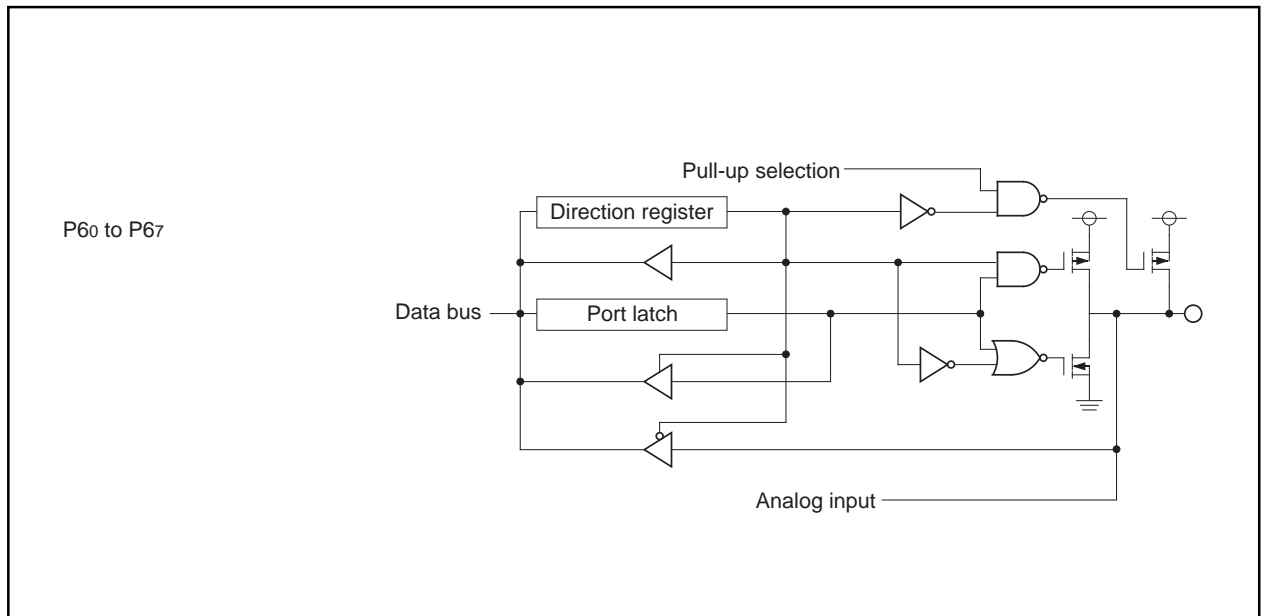 Pull-up selection
Direction register
P60 to P67
Port latch
Data bus
Analog input